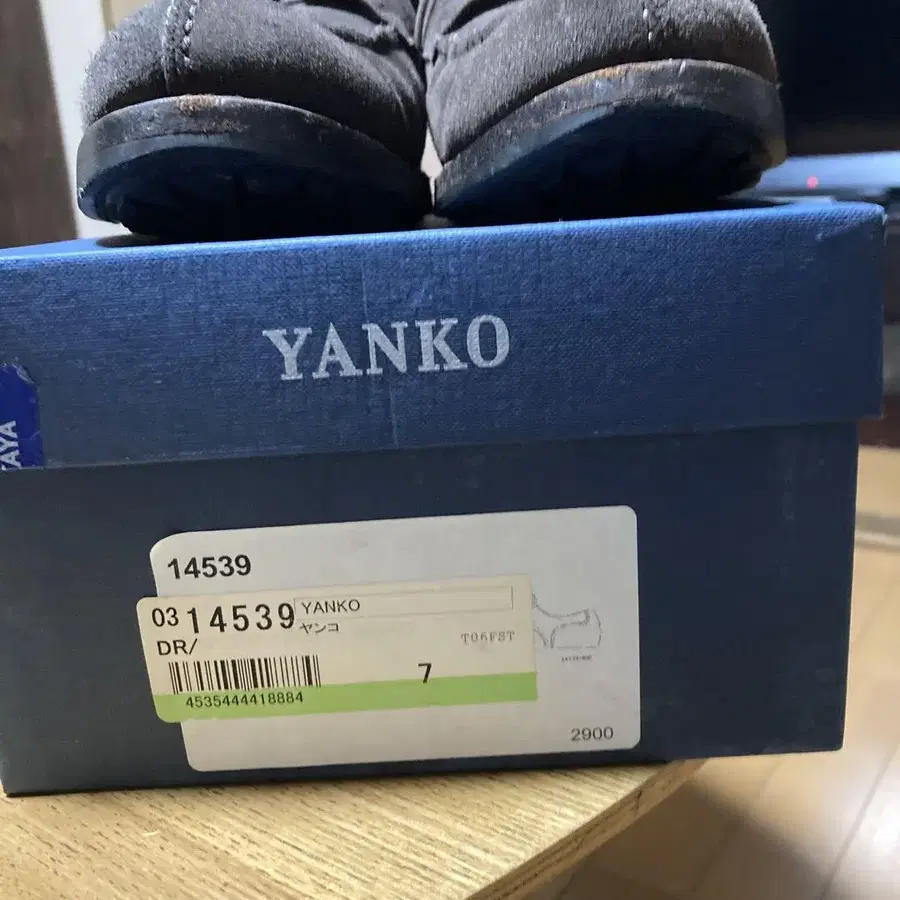 YANKO
14539
03 14539 YANKO
ヤンコ
DR/
T06FST
7
4535444418884
2900